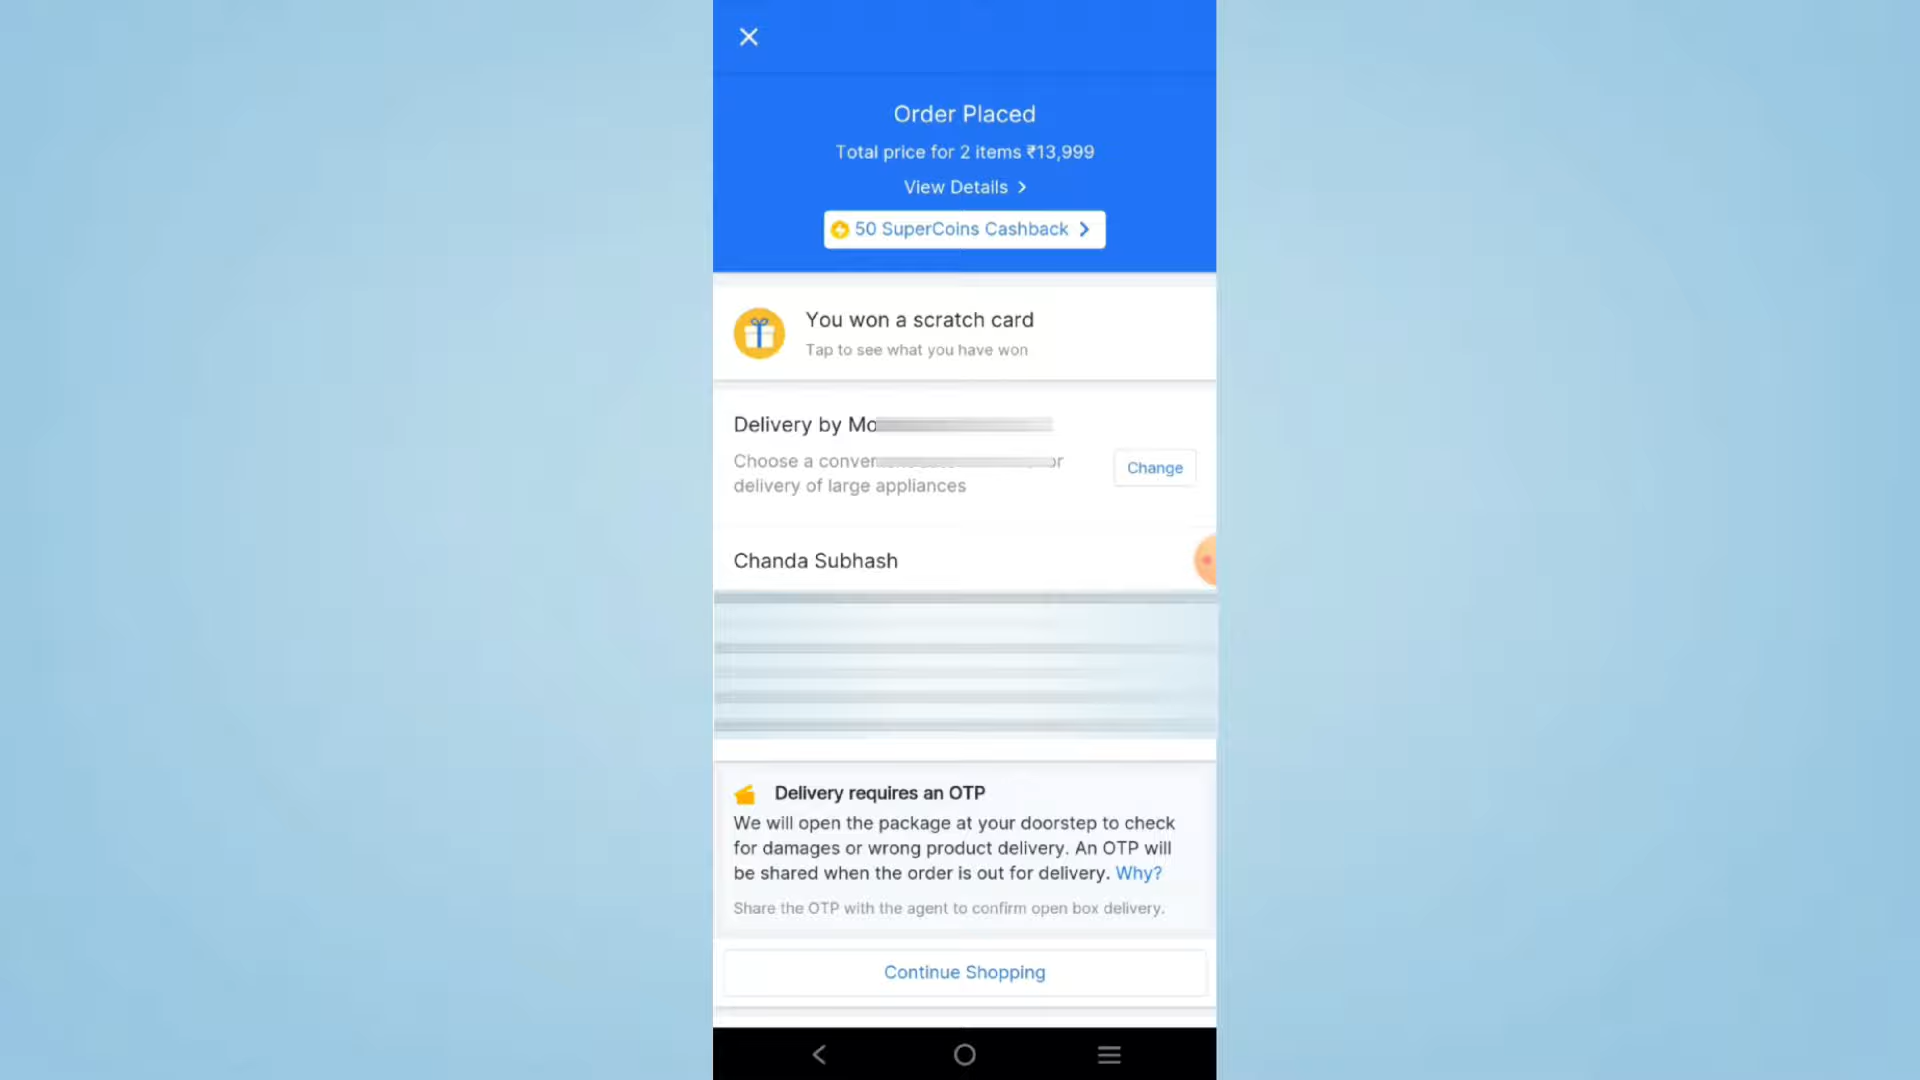 Order Placed
Total price for 2 items ₹13,999
View Details
50 SuperCoins Cashback
You won a scratch card
Tap to see what you have won
Delivery by
Choose a
delivery of large appliances
Change
Chanda Subhash
Delivery requires an OTP
We will open the package at your doorstep to check
for damages or wrong product delivery. An OTP will
be shared when the order is out for delivery. Why?
Share the OTP with the agent to confirm open box delivery.
Continue Shopping